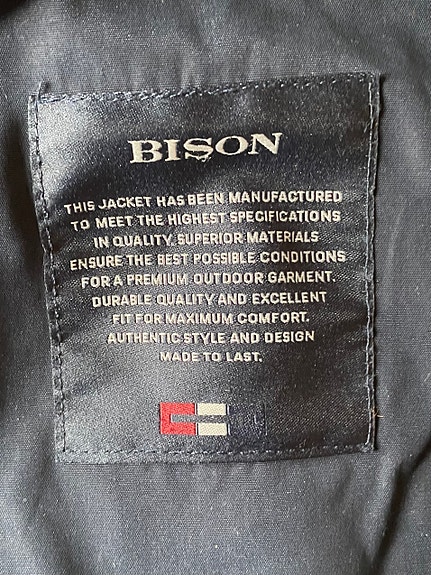 BISON
THIS JACKET HAS BEEN MANUFACTURED
TO MEET THE HIGHEST SPECIFICATIONS
IN QUALITY. SUPERIOR MATERIALS
ENSURE THE BEST POSSIBLE CONDITIONS
FOR A PREMIUM OUTDOOR GARMENT.
DURABLE QUALITY AND EXCELLENT
FIT FOR MAXIMUM COMFORT.
AUTHENTIC STYLE AND DESIGN
MADE TO LAST.